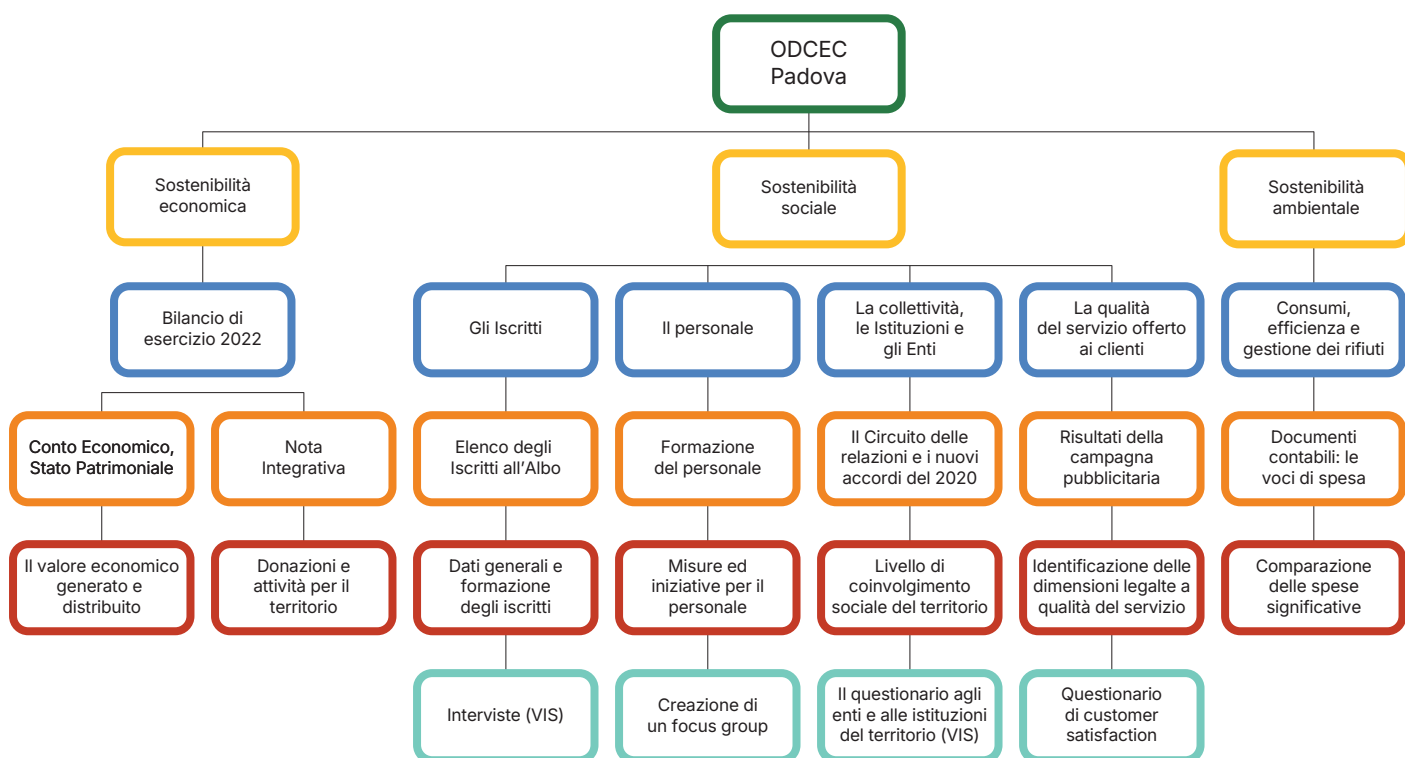 ODCEC
Padova
Sostenibilità
economica
Sostenibilità
sociale
Sostenibilità
ambientale
Bilancio di
esercizio 2022
Gli Iscritti
Il personale
La collettività,
le Istituzioni e
gli Enti
La qualità
del servizio offerto
ai clienti
Consumi,
efficienza e
gestione dei rifiuti
Conto Economico,
Stato Patrimoniale
Nota
Integrativa
Elenco degli
Iscritti all'Albo
Formazione
del personale
Il Circuito delle
relazioni e i nuovi
accordi del 2020
Risultati della
campagna
pubblicitaria
Documenti
contabili: le
voci di spesa
Il valore economico
generato e
distribuito
Donazioni e
attività per il
territorio
Dati generali e
formazione
degli iscritti
Misure ed
iniziative per il
personale
Livello di
coinvolgimento
sociale del territorio
Identificazione delle
dimensioni legalte a
qualità del servizio
Comparazione
delle spese
significative
Interviste (VIS)
Creazione di
un focus group
Il questionario agli
enti e alle istituzioni
del territorio (VIS)
Questionario
di customer
satisfaction